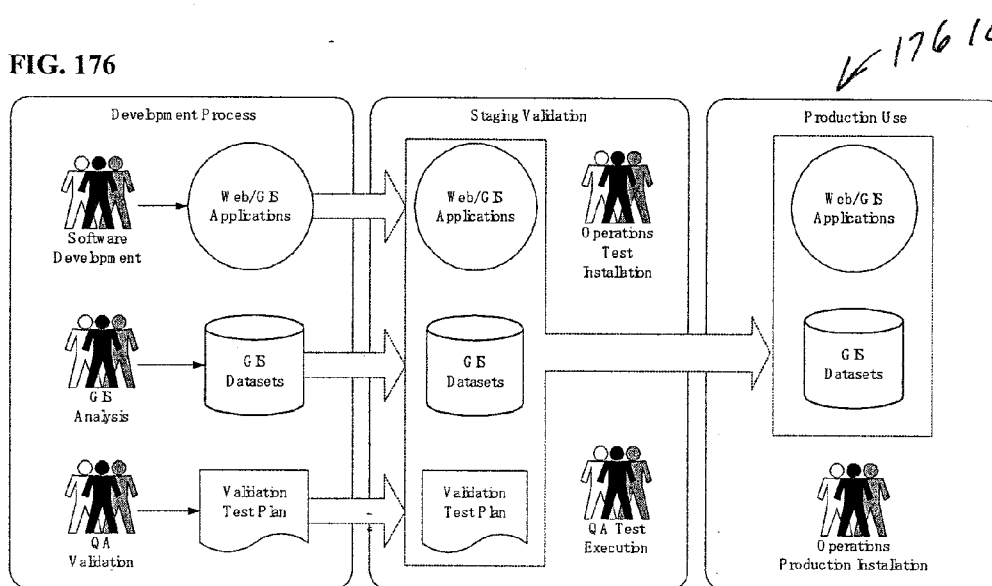 FIG. 176
176 10
Development Process
Web/GIS
Applications
Software
Development
GIS
Datasets
GIS
Analysis
Validation
Test Plan
QA
Validation
Staging Validation
Web/GIS
Applications
Operations
Test
Installation
GIS
Datasets
Validation
Test Plan
QA Test
Execution
Production Use
Web/GIS
Applications
GIS
Datasets
Operations
Production Installation